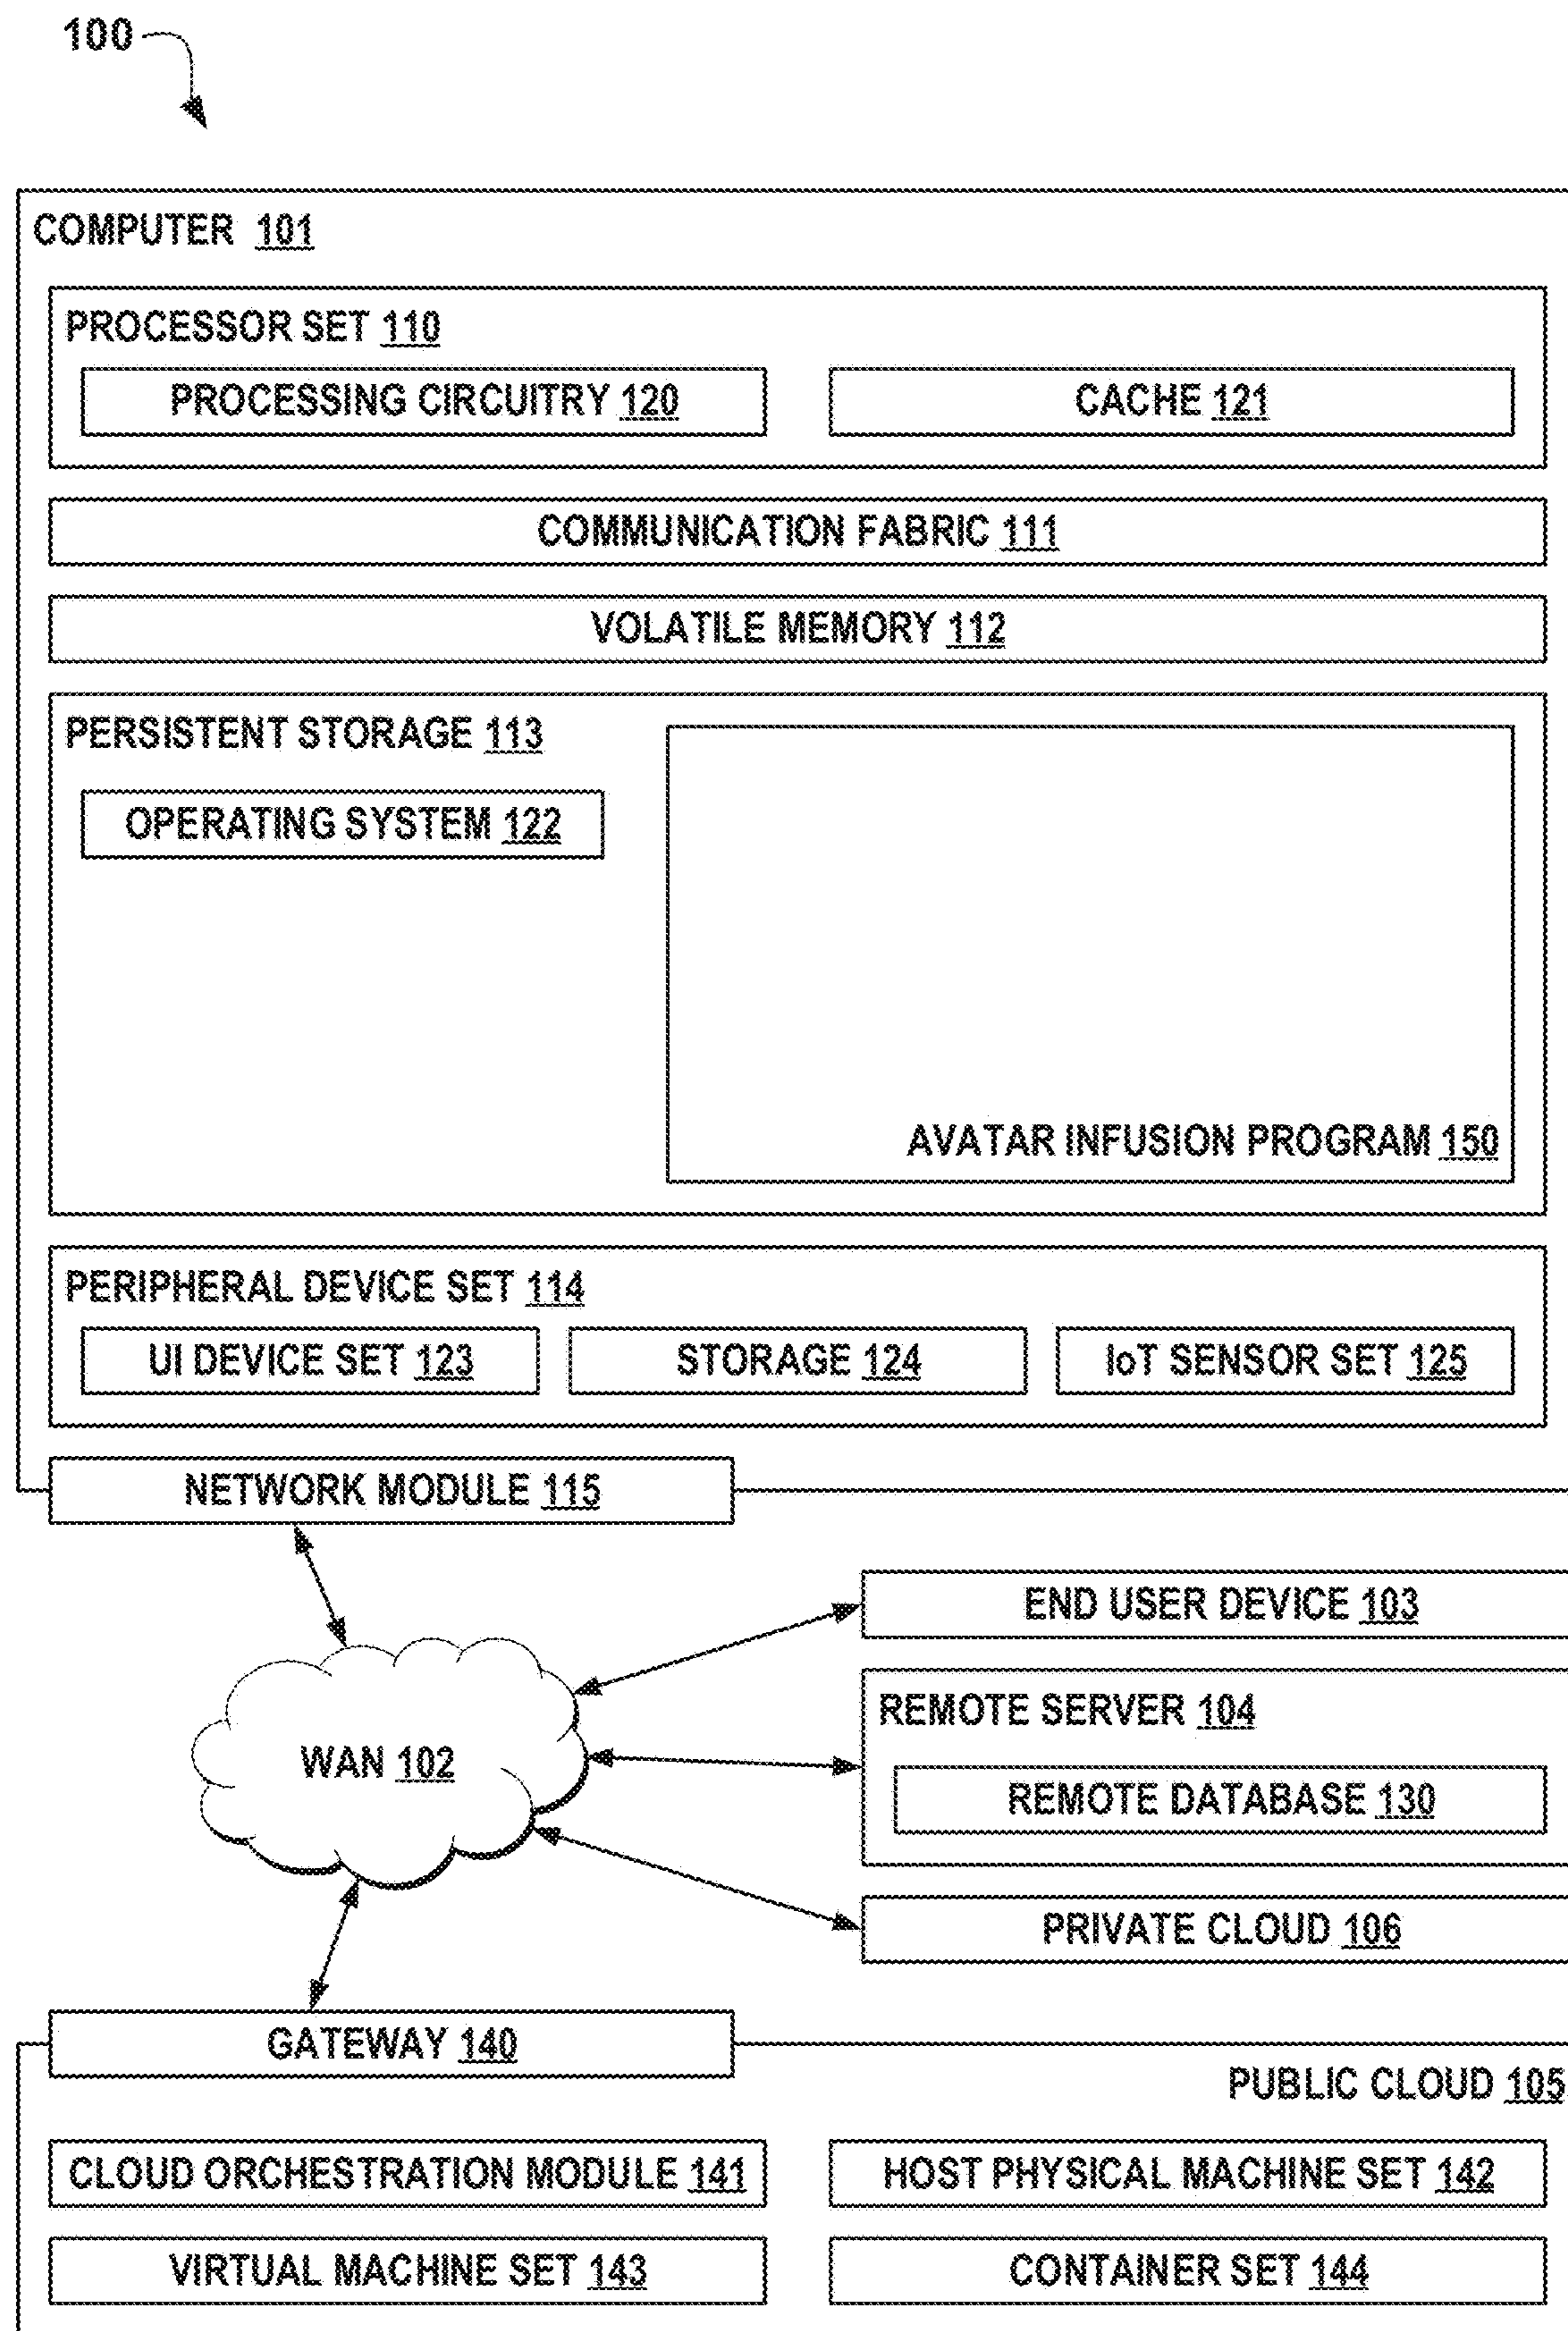 100
COMPUTER 101
PROCESSOR SET 110
PROCESSING CIRCUITRY 120
CACHE 121
COMMUNICATION FABRIC 111
VOLATILE MEMORY 112
PERSISTENT STORAGE 113
OPERATING SYSTEM 122
AVATAR INFUSION PROGRAM 150
PERIPHERAL DEVICE SET 114
UI DEVICE SET 123
STORAGE 124
IoT SENSOR SET 125
NETWORK MODULE 115
END USER DEVICE 103
REMOTE SERVER 104
WAN 102
REMOTE DATABASE 130
PRIVATE CLOUD 106
GATEWAY 140
PUBLIC CLOUD 105
CLOUD ORCHESTRATION MODULE 141
HOST PHYSICAL MACHINE SET 142
VIRTUAL MACHINE SET 143
CONTAINER SET 144